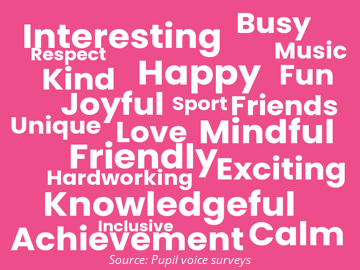 Busy
Interesting
Music
Respect
Happy
Fun
Kind
Joyful
Sport
Friends
Unique
Love
Mindful
Friendly
Exciting
Hardworking
Knowledgeful
Inclusive
Achievement
Calm
Source: Pupil voice surveys